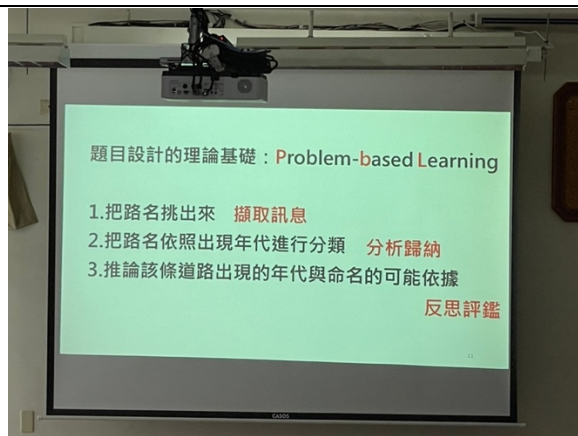 題目設計的理論基礎：Problem-based Learning
1.把路名挑出來 擷取訊息
2.把路名依照出現年代進行分類 分析歸納
3.推論該條道路出現的年代與命名的可能依據
反思評鑑
11
CASOS